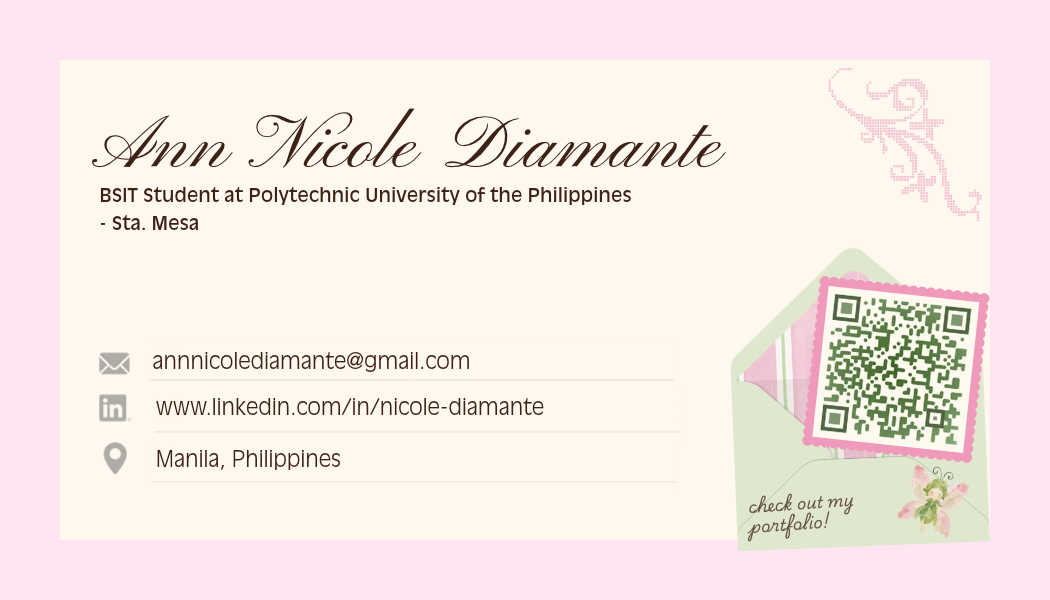 Ann Nicole Diamante
BSIT Student at Polytechnic University of the Philippines
- Sta. Mesa
annnicolediamante@gmail.com
in
www.linkedin.com/in/nicole-diamante
Manila, Philippines
check out my
portfolio!